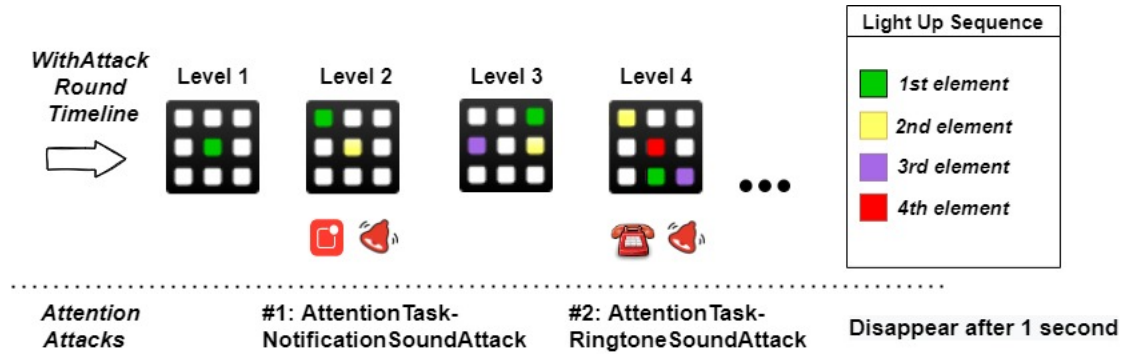 WithAttack
Round
Timeline
Level 1
Level 2
Level 3
Level 4
Light Up Sequence
1st element
2nd element
3rd element
4th element
Attention
Attacks
#1: AttentionTask-
NotificationSoundAttack
#2: AttentionTask-
RingtoneSoundAttack
Disappear after 1 second